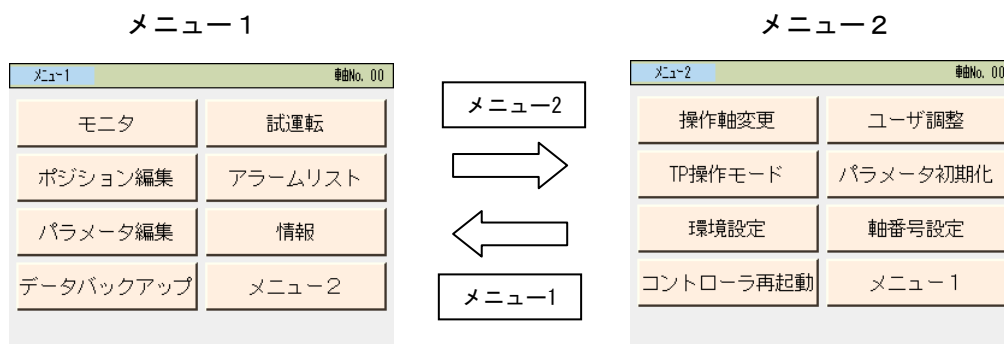 メニュー1
メニュー2
ﾒﾆｭｰ1 軸No. 00
モニタ 試運転
ポジション編集 アラームリスト
パラメータ編集 情報
データバックアップ メニュー2
メニュー2
メニュー1
ﾒﾆｭｰ2 軸No. 00
操作軸変更 ユーザ調整
TP操作モード パラメータ初期化
環境設定 軸番号設定
コントローラ再起動 メニュー1